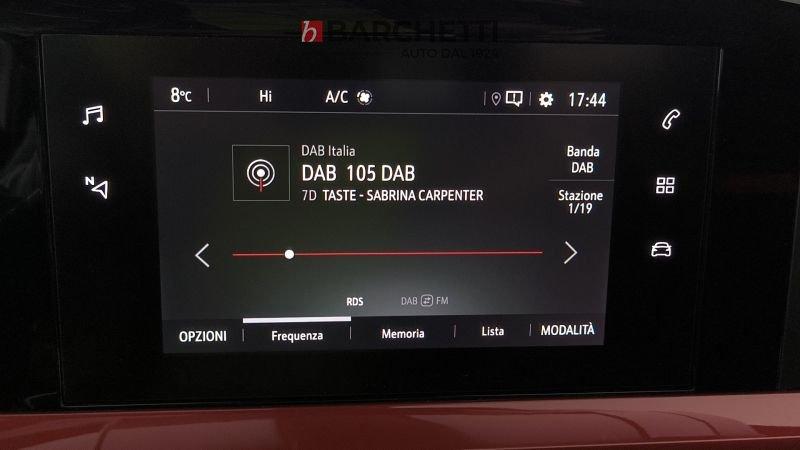 b BARCHETTI
AUTO DAL 1929
8°C Hi A/C 17:44
N
DAB Italia
DAB 105 DAB
7D TASTE - SABRINA CARPENTER
Banda
DAB
Stazione
1/19
RDS DAB FM
OPZIONI Frequenza Memoria Lista MODALITÀ